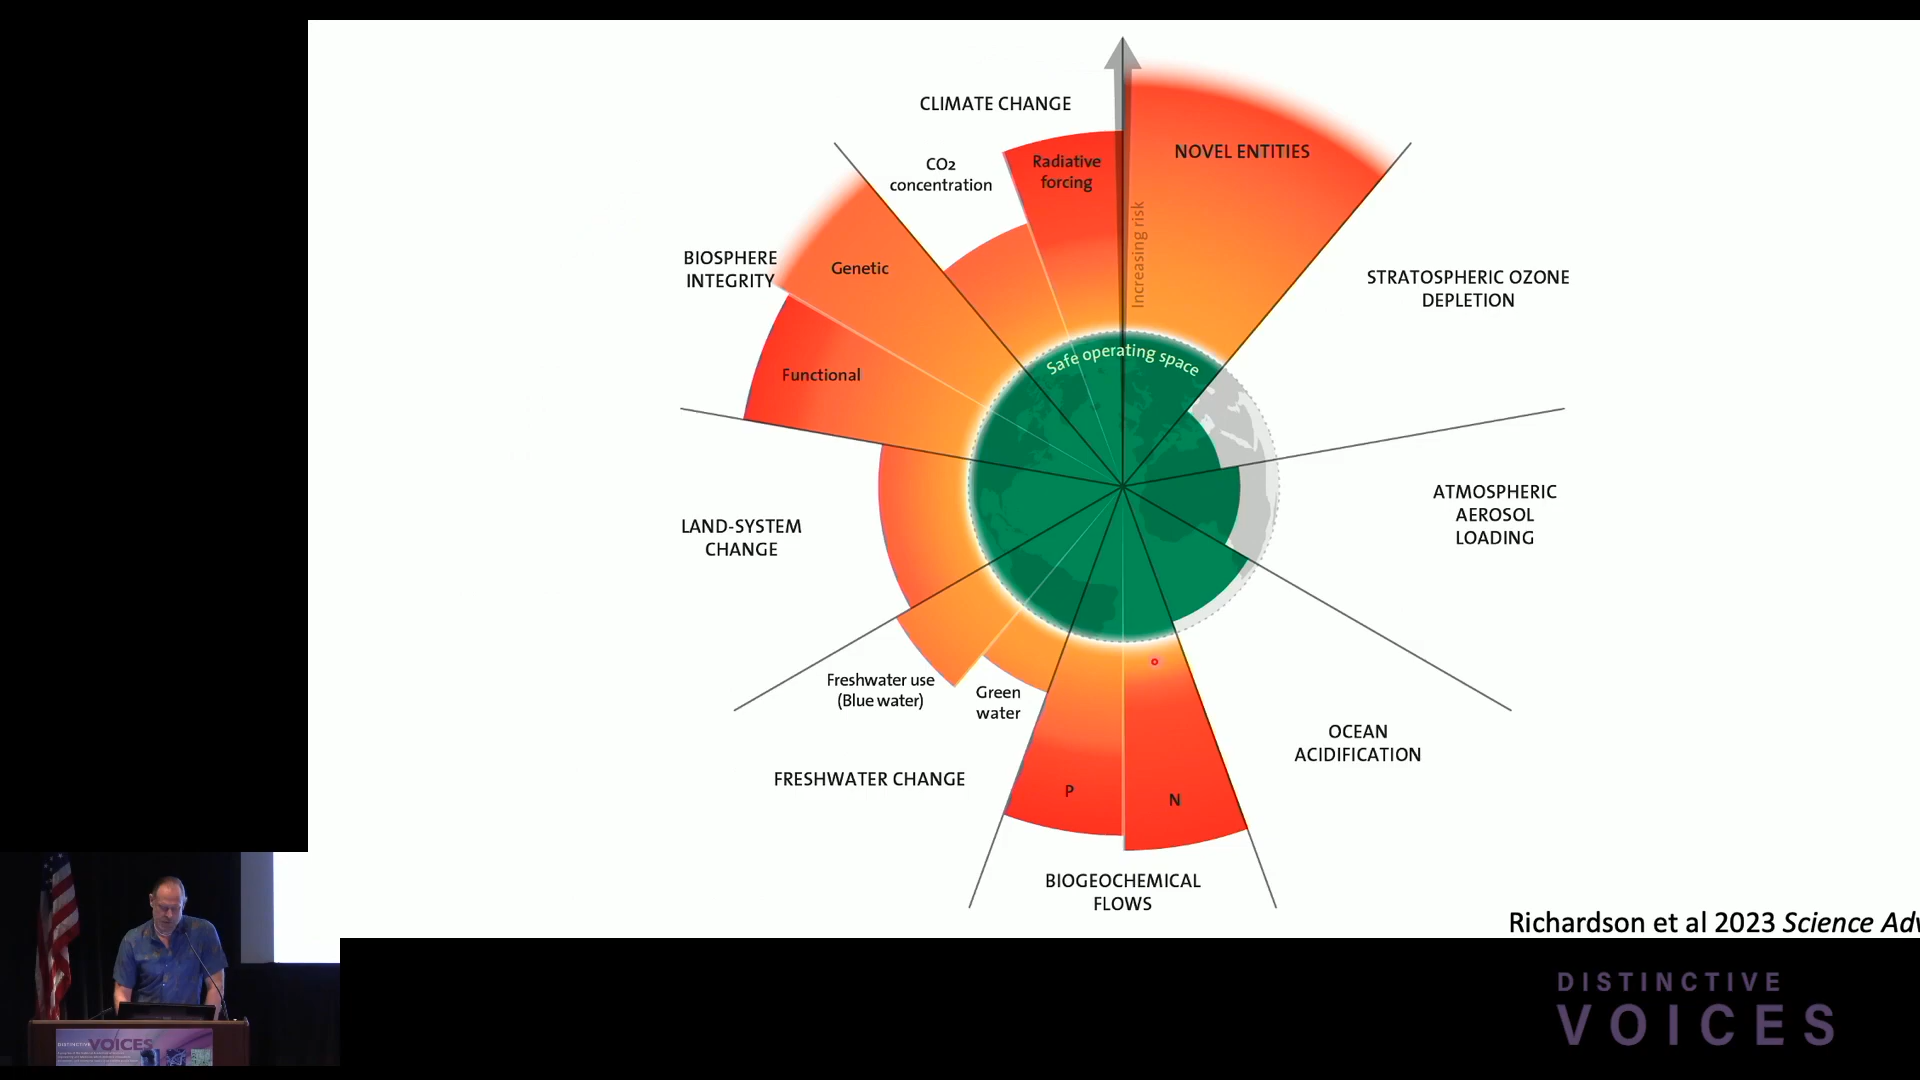 CLIMATE CHANGE
CO2
concentration
Radiative
forcing
NOVEL ENTITIES
Increasing risk
BIOSPHERE
INTEGRITY
Genetic
Functional
STRATOSPHERIC OZONE
DEPLETION
Safe operating space
ATMOSPHERIC
AEROSOL
LOADING
LAND-SYSTEM
CHANGE
Freshwater use
(Blue water)
Green
water
FRESHWATER CHANGE
P
N
OCEAN
ACIDIFICATION
BIOGEOCHEMICAL
FLOWS
Richardson et al 2023 Science Adv
DISTINCTIVE
VOICES
DISTINCTIVE
VOICES